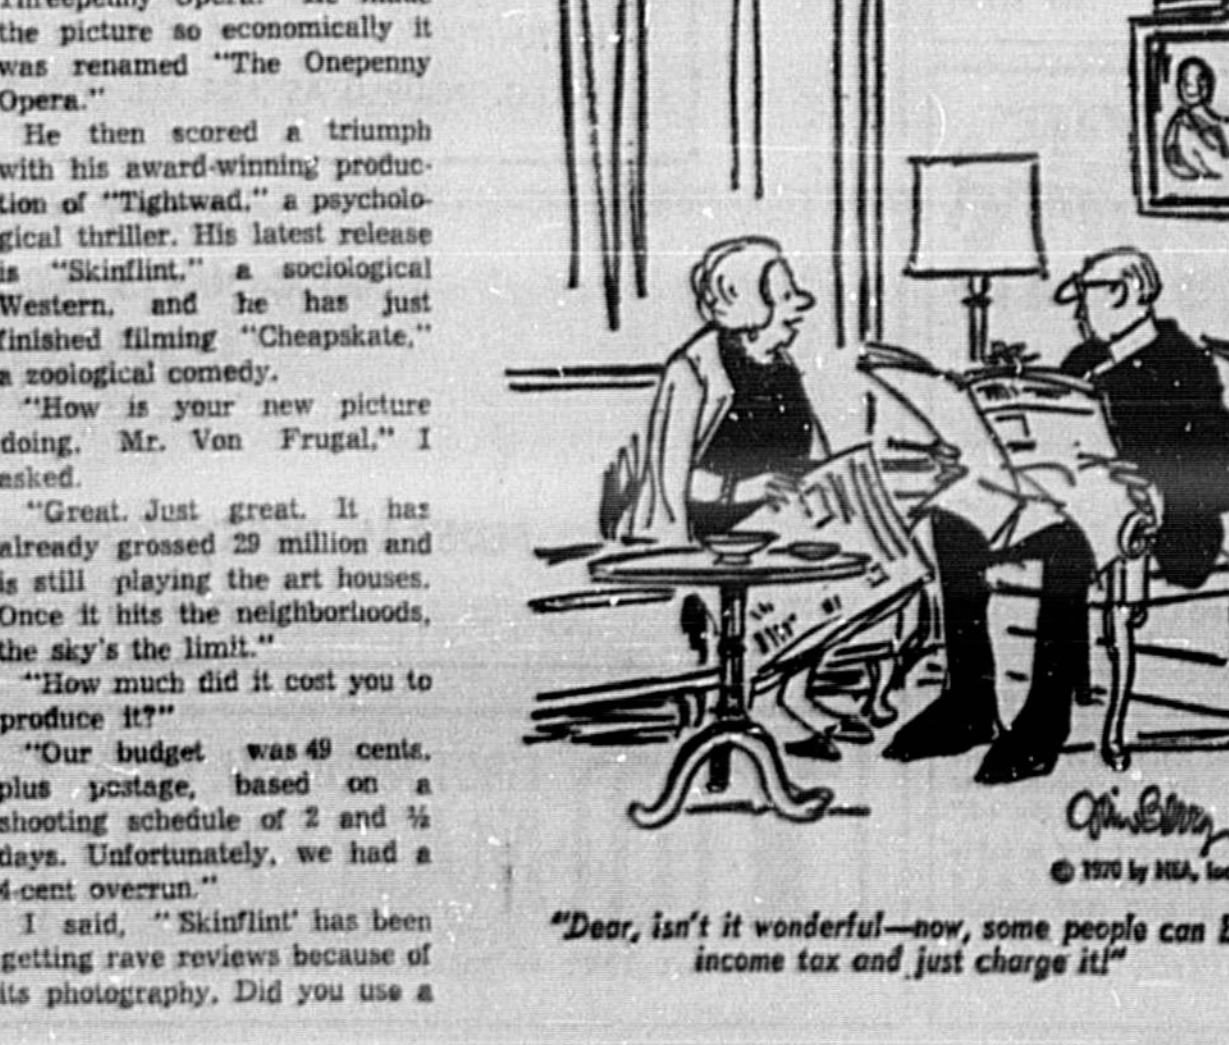 Threepenny Opera." He made
the picture so economically it
was renamed "The Onepenny
Opera."
He then scored a triumph
with his award-winning produc-
tion of "Tightwad," a psycholo-
gical thriller. His latest release
is "Skinflint," a sociological
Western, and he has just
finished filming "Cheapskate,"
a zoological comedy.
"How is your new picture
doing, Mr. Von Frugal," I
asked.
"Great. Just great. It has
already grossed 29 million and
is still playing the art houses.
Once it hits the neighborhoods,
the sky's the limit."
"How much did it cost you to
produce it?"
"Our budget was 49 cents,
plus postage, based on a
shooting schedule of 2 and ½
days. Unfortunately, we had a
4-cent overrun."
I said, "'Skinflint' has been
getting rave reviews because of
its photography. Did you use a
Jim Berry
© 1970 by NEA, Inc.
"Dear, isn't it wonderful—now, some people can
income tax and just charge it!"